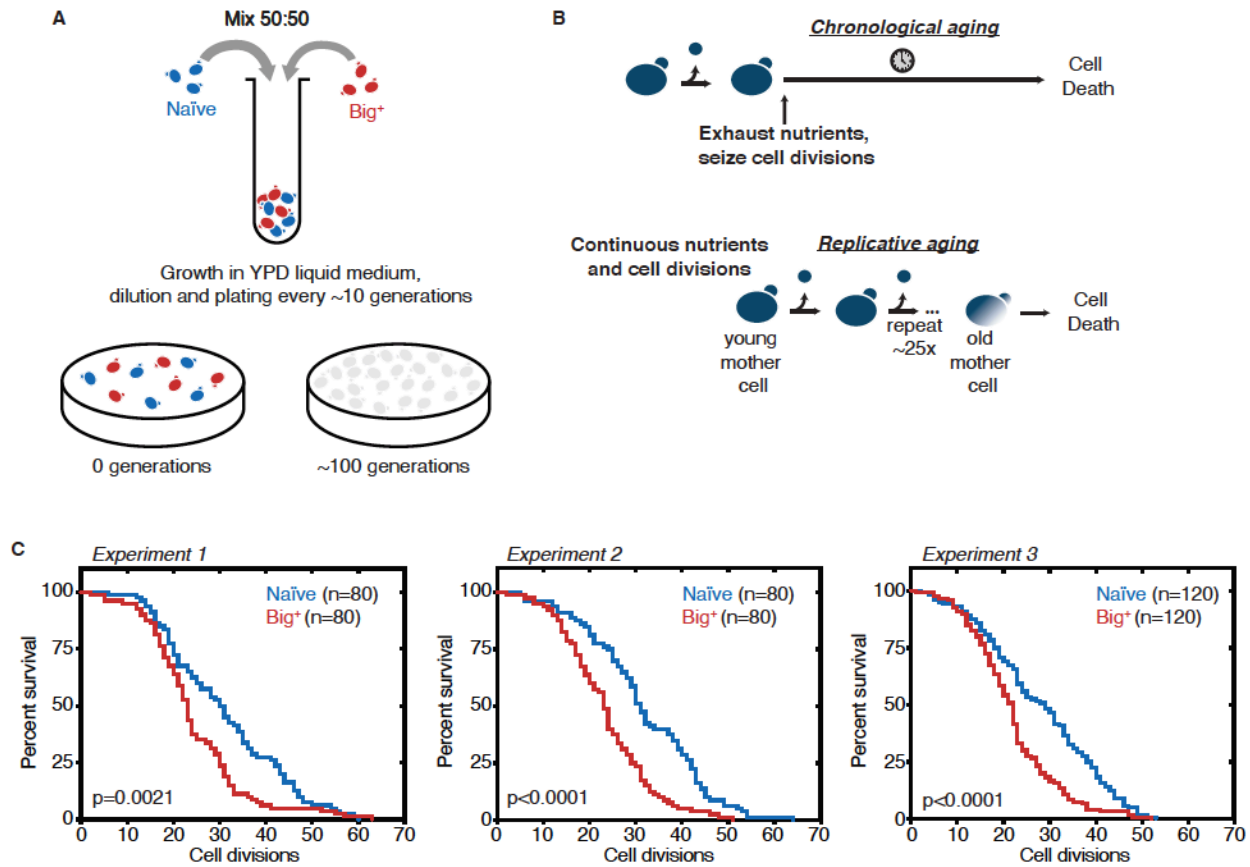 A
Mix 50:50
Naïve
Big⁺
Growth in YPD liquid medium,
dilution and plating every ~10 generations
0 generations
~100 generations
B
Chronological aging
Cell
Death
Exhaust nutrients,
seize cell divisions
Continuous nutrients
and cell divisions
Replicative aging
young
mother
cell
repeat
~25x
...
old
mother
cell
Cell
Death
C
Experiment 1
Percent survival
100
75
50
25
0
Naïve (n=80)
Big⁺ (n=80)
p=0.0021
0 10 20 30 40 50 60 70
Cell divisions
Experiment 2
Percent survival
100
75
50
25
0
Naïve (n=80)
Big⁺ (n=80)
p<0.0001
0 10 20 30 40 50 60 70
Cell divisions
Experiment 3
Percent survival
100
75
50
25
0
Naïve (n=120)
Big⁺ (n=120)
p<0.0001
0 10 20 30 40 50 60 70
Cell divisions